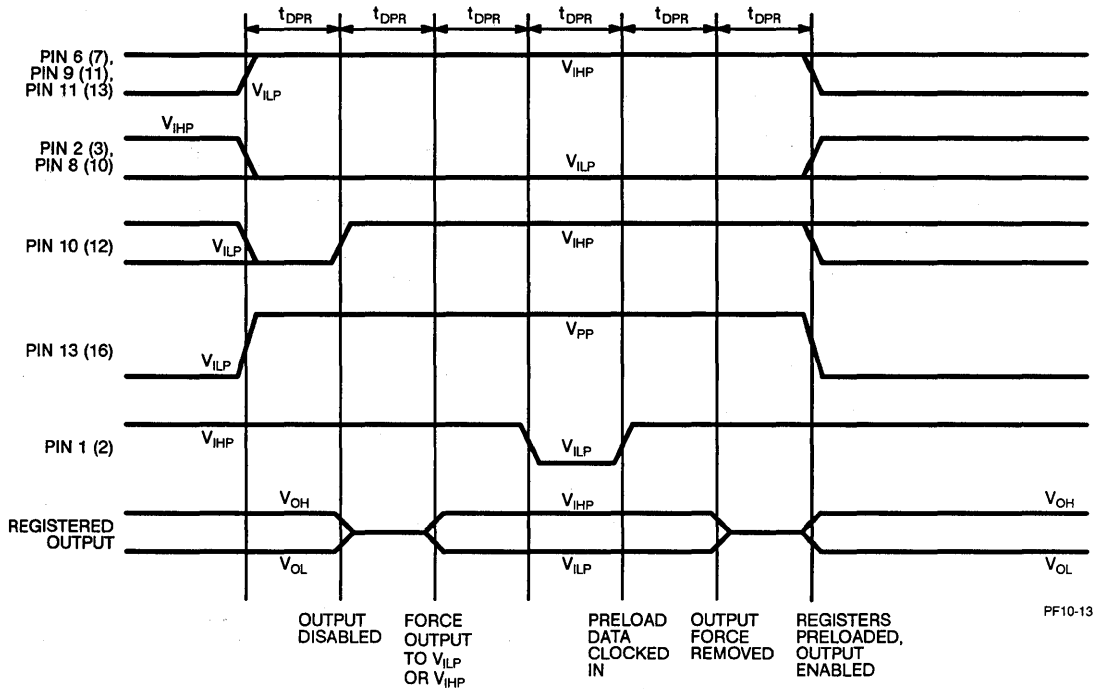 tDPR tDPR tDPR tDPR tDPR tDPR
PIN 6 (7),
PIN 9 (11),
PIN 11 (13)
VILP
VIHP
VIHP
PIN 2 (3),
PIN 8 (10)
VILP
PIN 10 (12)
VILP
VIHP
PIN 13 (16)
VILP
VPP
PIN 1 (2)
VIHP
VILP
REGISTERED
OUTPUT
VOH
VIHP
VOH
VOL
VILP
VOL
OUTPUT
DISABLED
FORCE
OUTPUT
TO VILP
OR VIHP
PRELOAD
DATA
CLOCKED
IN
OUTPUT
FORCE
REMOVED
REGISTERS
PRELOADED,
OUTPUT
ENABLED
PF10-13